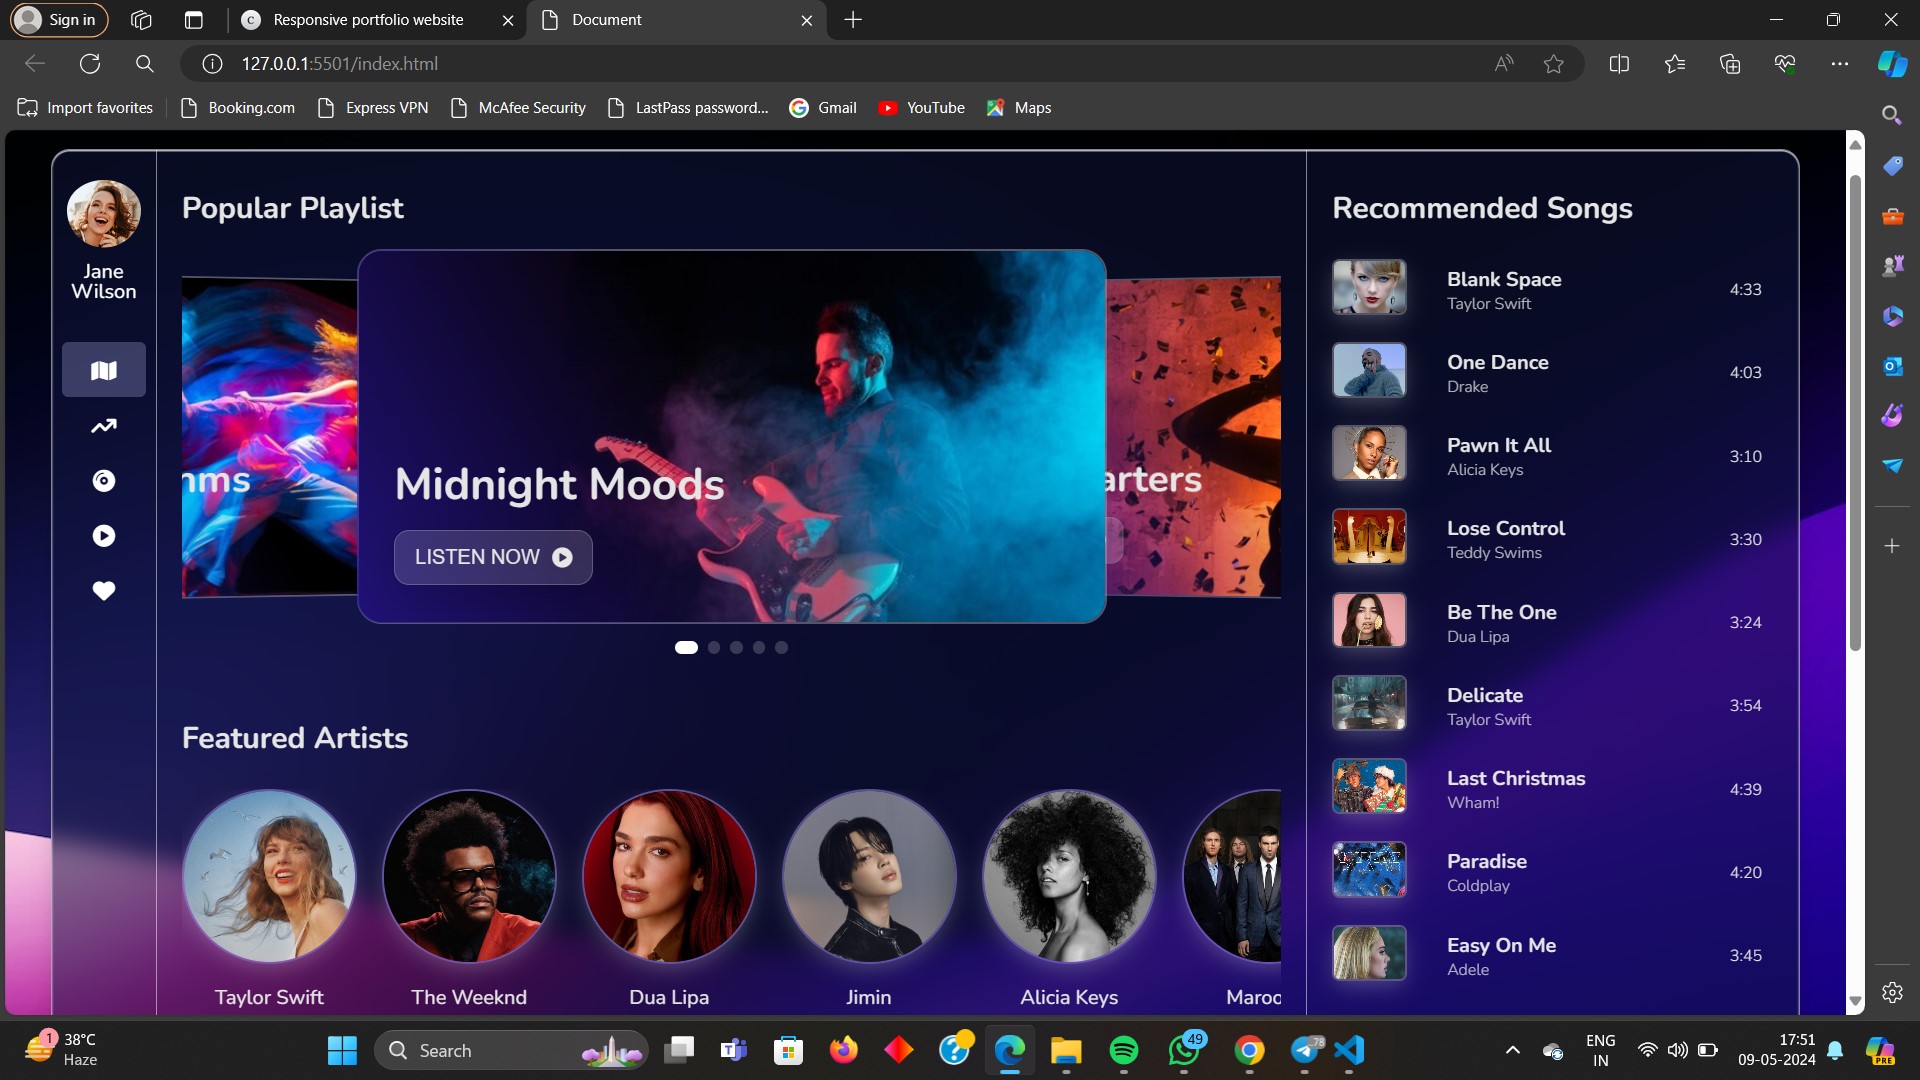 Sign in
Responsive portfolio website
Document
127.0.0.1:5501/index.html
Import favorites
Booking.com
Express VPN
McAfee Security
LastPass password...
Gmail
YouTube
Maps
Jane
Wilson
Popular Playlist
hms
Midnight Moods
LISTEN NOW
arters
Featured Artists
Taylor Swift
The Weeknd
Dua Lipa
Jimin
Alicia Keys
Maroo
Recommended Songs
Blank Space
Taylor Swift
4:33
One Dance
Drake
4:03
Pawn It All
Alicia Keys
3:10
Lose Control
Teddy Swims
3:30
Be The One
Dua Lipa
3:24
Delicate
Taylor Swift
3:54
Last Christmas
Wham!
4:39
Paradise
Coldplay
4:20
Easy On Me
Adele
3:45
1
38°C
Haze
Search
49
78
ENG
IN
17:51
09-05-2024
PRE